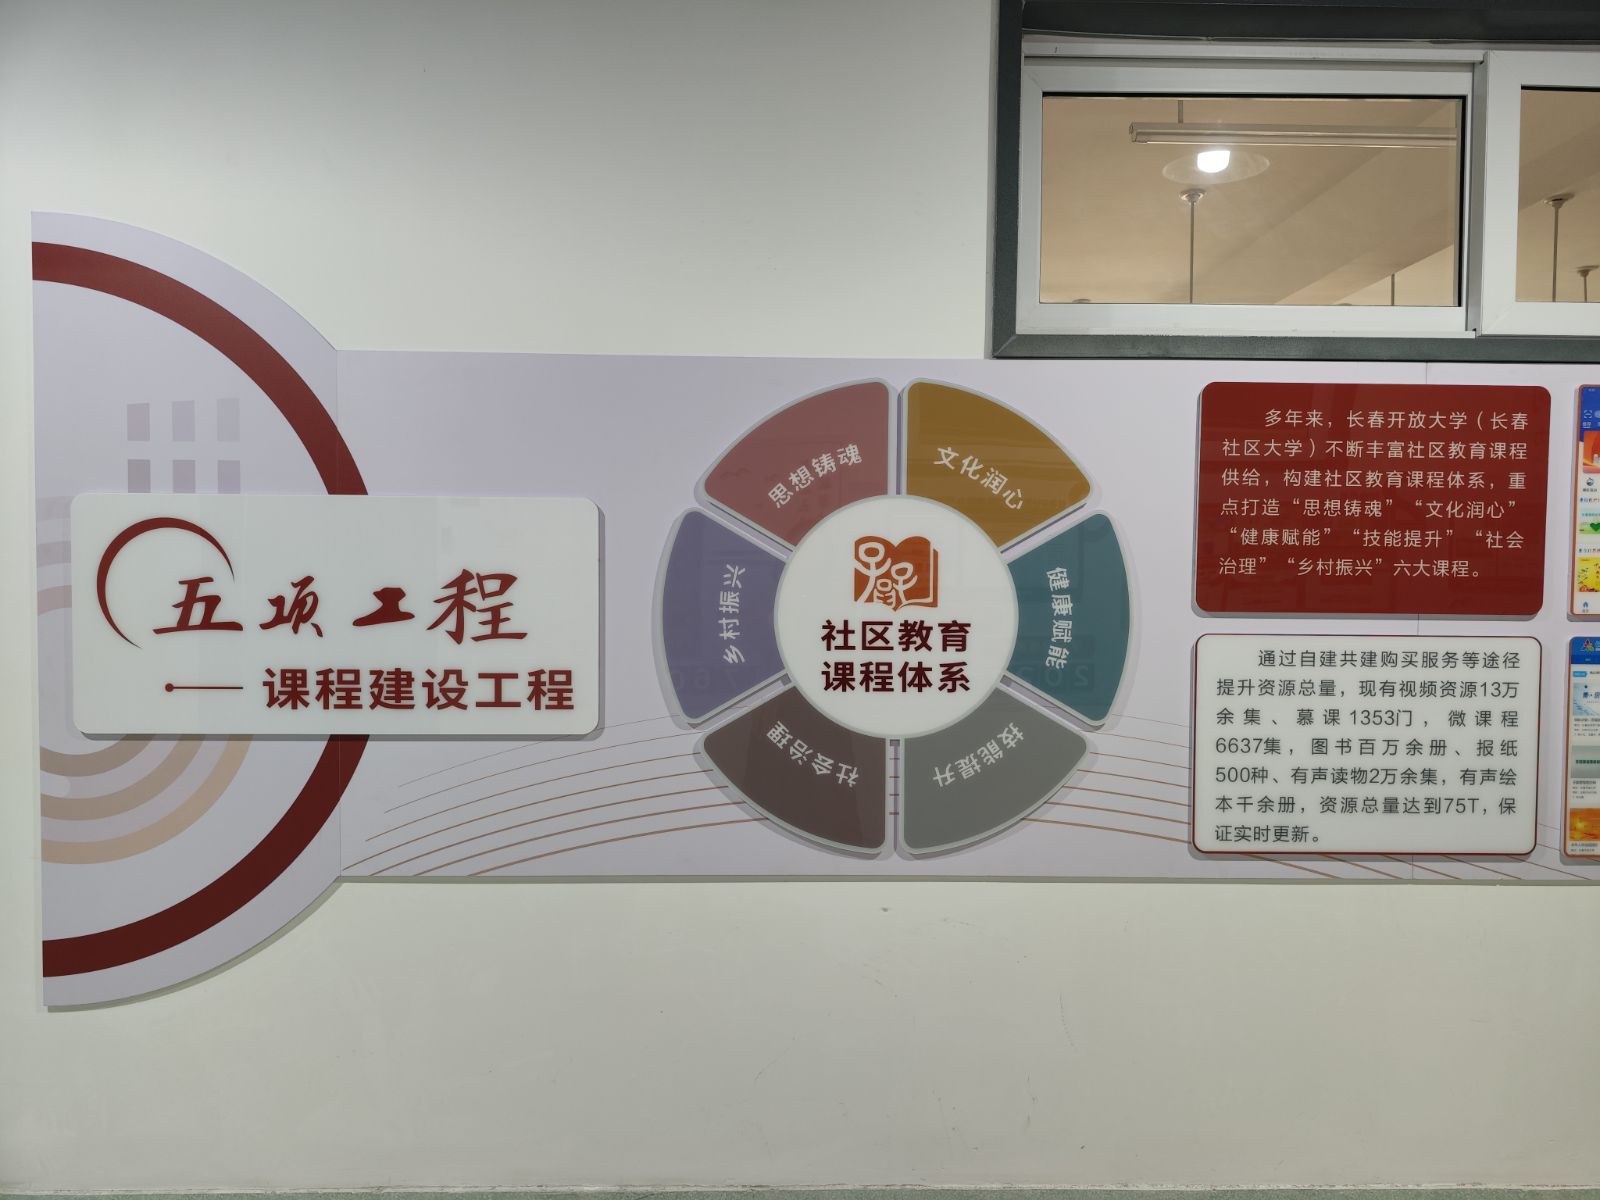 五项工程
课程建设工程
思想铸魂
文化润心
健康赋能
技能提升
社会治理
乡村振兴
社区教育
课程体系
多年来，长春开放大学（长春
社区大学）不断丰富社区教育课程
供给，构建社区教育课程体系，重
点打造“思想铸魂”“文化润心”
“健康赋能”“技能提升”“社会
治理”“乡村振兴”六大课程。
通过自建共建购买服务等途径
提升资源总量，现有视频资源13万
余集、慕课1353门，微课程
6637集，图书百万余册、报纸
500种、有声读物2万余集，有声绘
本千余册，资源总量达到75T，保
证实时更新。